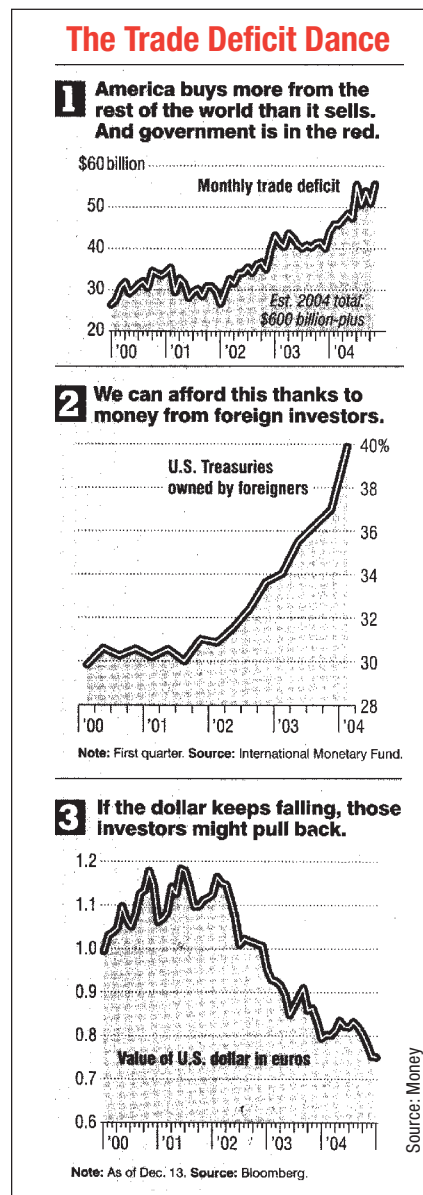 The Trade Deficit Dance
1 America buys more from the
rest of the world than it sells.
And government is in the red.
$60 billion
Monthly trade deficit
50
40
30
Est. 2004 total:
$600 billion-plus
20
'00 '01 '02 '03 '04
2 We can afford this thanks to
money from foreign investors.
40%
U.S. Treasuries
owned by foreigners
38
36
34
32
30
28
'00 '01 '02 '03 '04
Note: First quarter. Source: International Monetary Fund.
3 If the dollar keeps falling, those
investors might pull back.
1.2
1.1
1.0
0.9
0.8
Value of U.S. dollar in euros
0.7
0.6
'00 '01 '02 '03 '04
Source: Money
Note: As of Dec. 13. Source: Bloomberg.